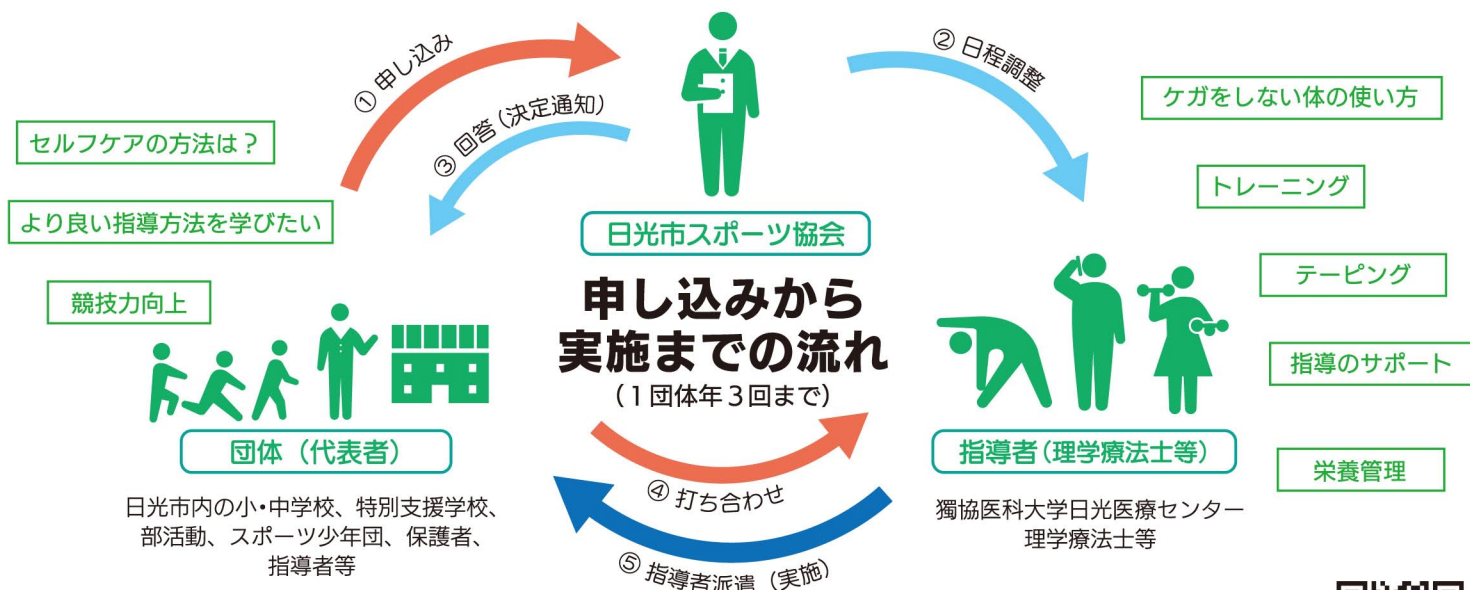 ① 申し込み
② 日程調整
③ 回答（決定通知）
セルフケアの方法は？
より良い指導方法を学びたい
競技力向上
日光市スポーツ協会
申し込みから
実施までの流れ
（1団体年3回まで）
ケガをしない体の使い方
トレーニング
テーピング
指導のサポート
栄養管理
団体（代表者）
日光市内の小・中学校、特別支援学校、
部活動、スポーツ少年団、保護者、
指導者等
指導者（理学療法士等）
獨協医科大学日光医療センター
理学療法士等
④ 打ち合わせ
⑤ 指導者派遣（実施）